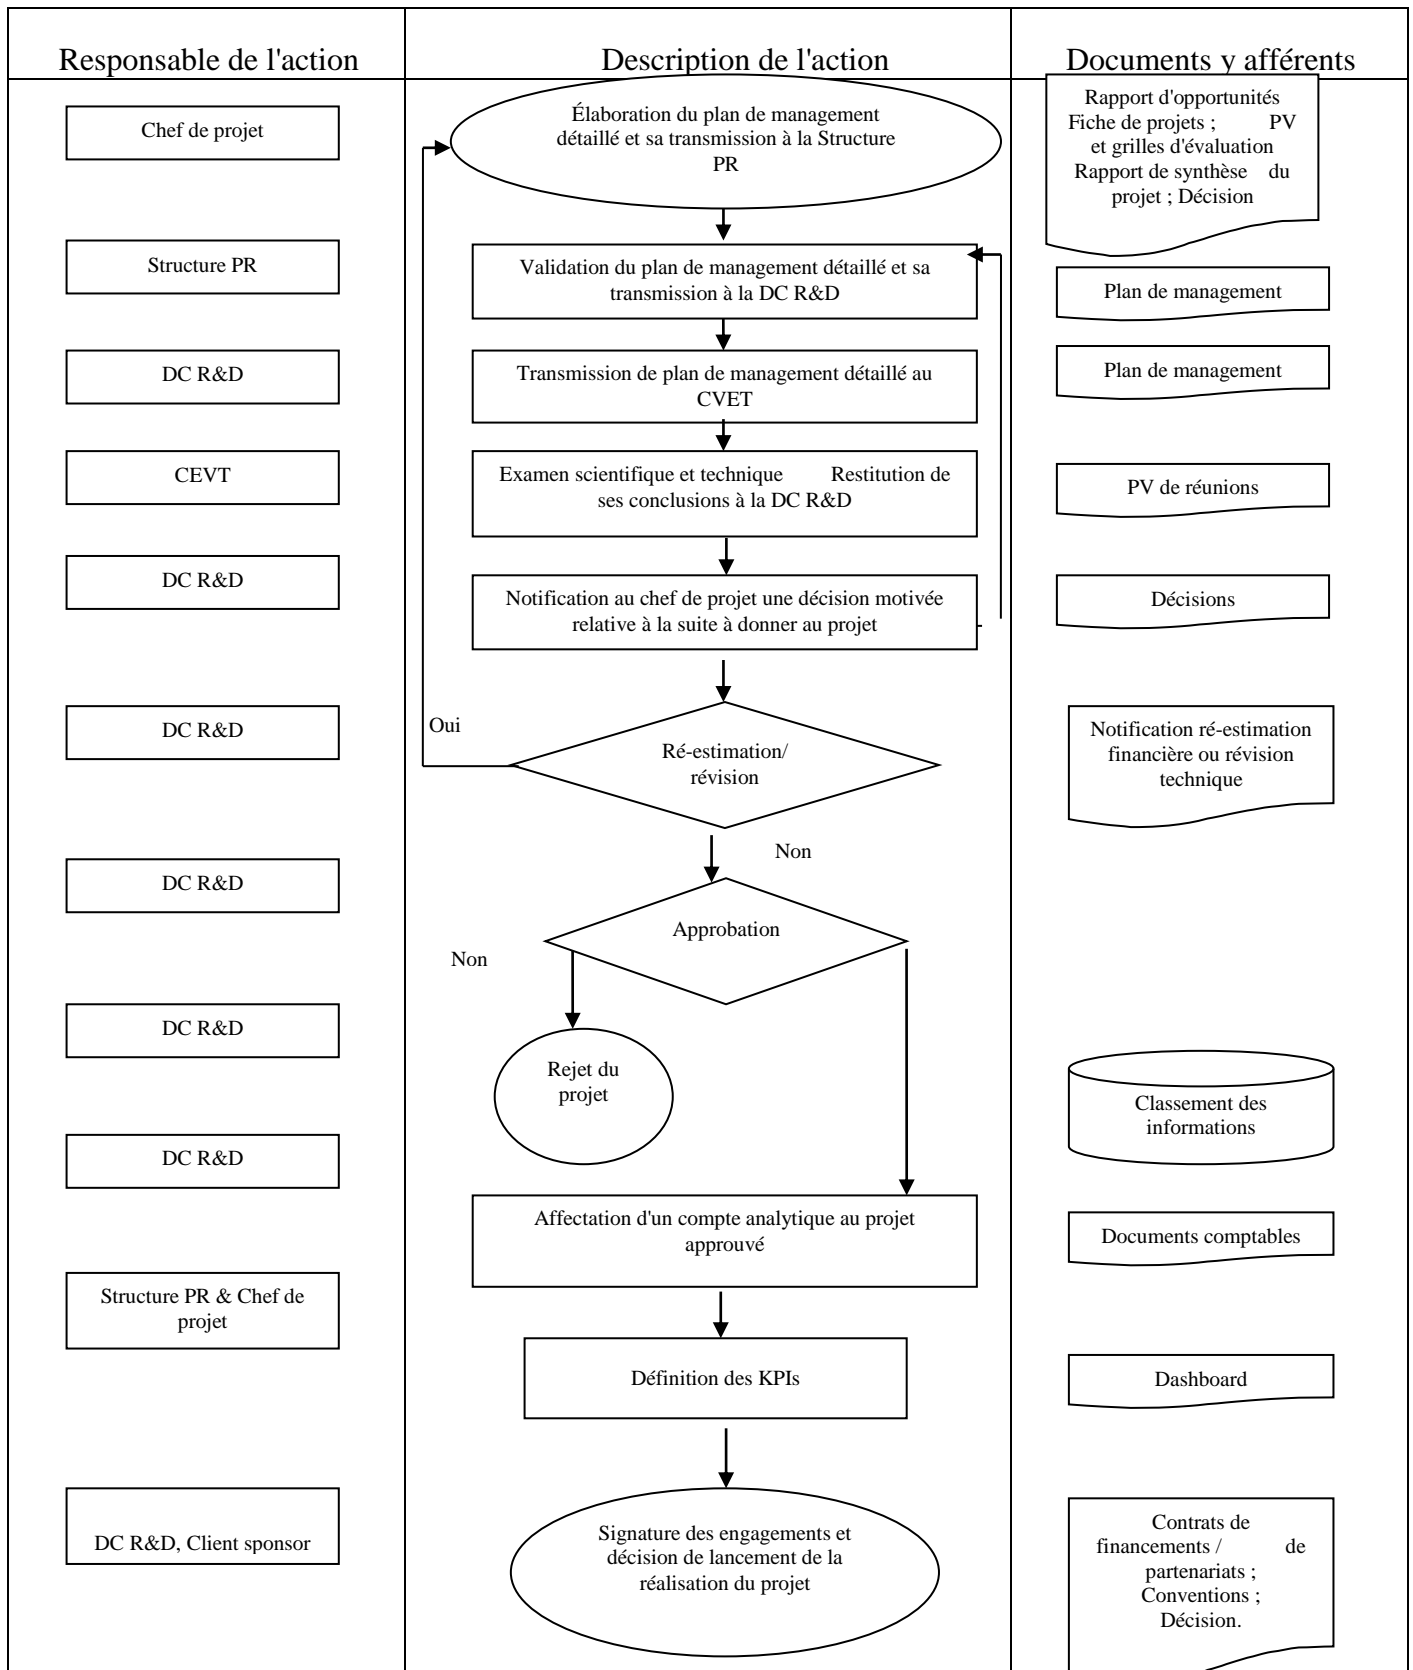 Responsable de l'action
Description de l'action
Documents y afférents
Chef de projet
Élaboration du plan de management
détaillé et sa transmission à la Structure
PR
Rapport d'opportunités
Fiche de projets ; PV
et grilles d'évaluation
Rapport de synthèse du
projet ; Décision
Structure PR
Validation du plan de management détaillé et sa
transmission à la DC R&D
Plan de management
DC R&D
Transmission de plan de management détaillé au
CVET
Plan de management
CEVT
Examen scientifique et technique Restitution de
ses conclusions à la DC R&D
PV de réunions
DC R&D
Notification au chef de projet une décision motivée
relative à la suite à donner au projet
Décisions
DC R&D
Oui
Ré-estimation/
révision
Notification ré-estimation
financière ou révision
technique
Non
DC R&D
Approbation
Non
DC R&D
Rejet du
projet
Classement des
informations
DC R&D
Affectation d'un compte analytique au projet
approuvé
Documents comptables
Structure PR & Chef de
projet
Définition des KPIs
Dashboard
DC R&D, Client sponsor
Signature des engagements et
décision de lancement de la
réalisation du projet
Contrats de
financements / de
partenariats ;
Conventions ;
Décision.